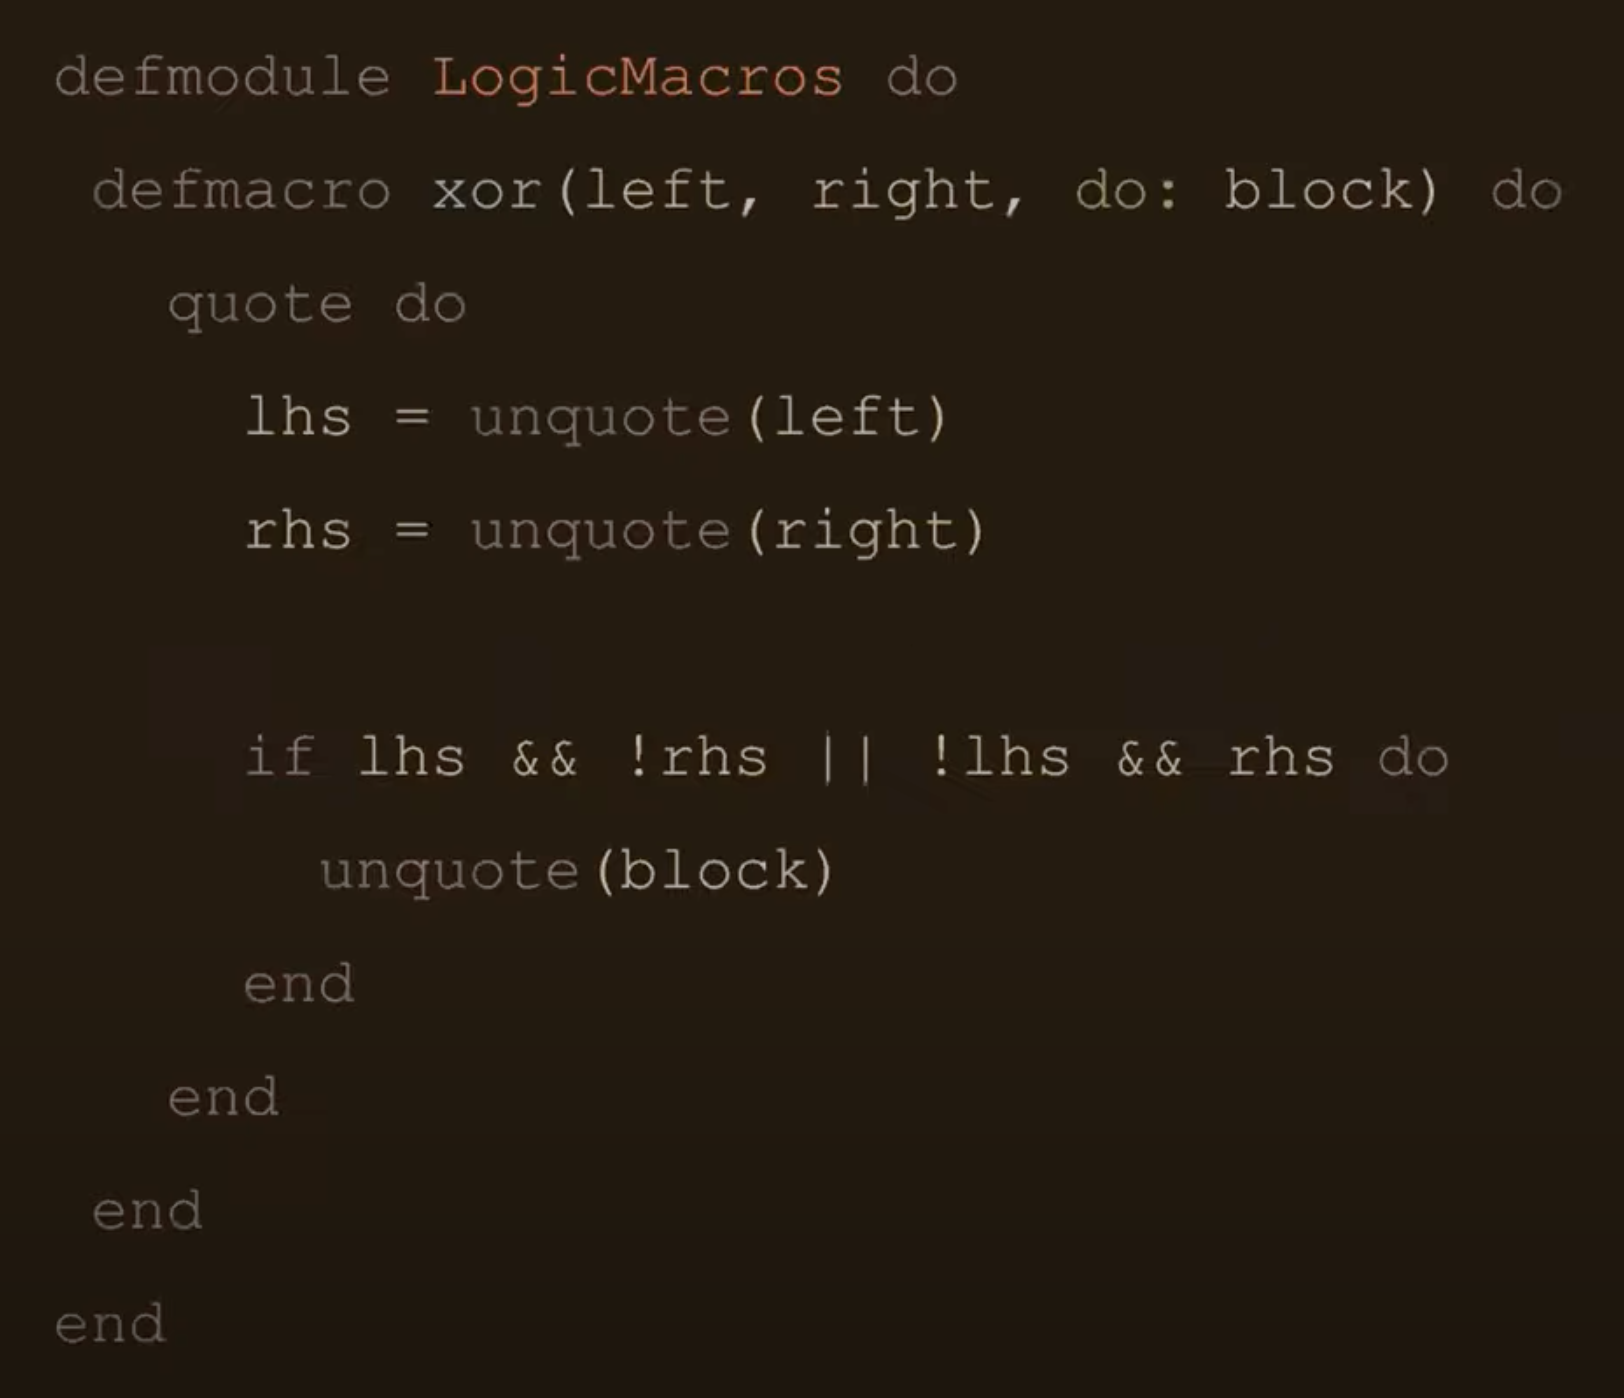 defmodule LogicMacros do
 defmacro xor(left, right, do: block) do
   quote do
     lhs = unquote(left)
     rhs = unquote(right)

     if lhs && !rhs || !lhs && rhs do
       unquote(block)
     end
   end
 end
end